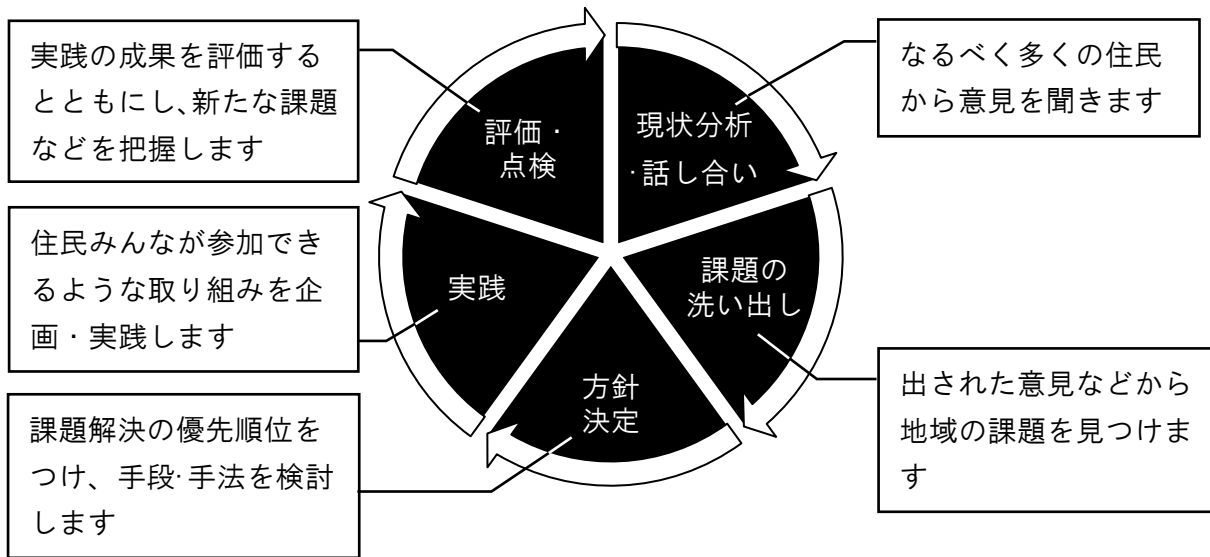 実践の成果を評価する
とともにし、新たな課題
などを把握します
評価・
点検
現状分析
・話し合い
なるべく多くの住民
から意見を聞きます
住民みんなが参加でき
るような取り組みを企
画・実践します
実践
課題の
洗い出し
方針
決定
出された意見などから
地域の課題を見つけま
す
課題解決の優先順位を
つけ、手段・手法を検討
します